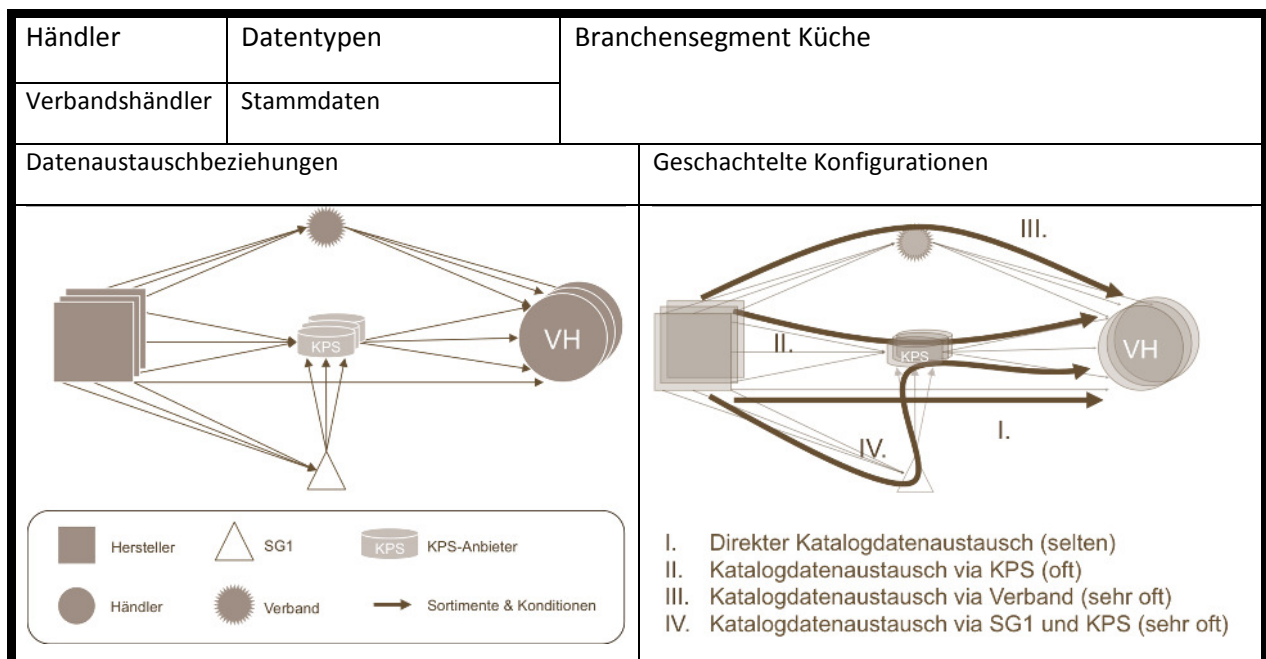 Händler
Datentypen
Branchensegment Küche
Verbandshändler
Stammdaten
Datenaustauschbeziehungen
Geschachtelte Konfigurationen
KPS
VH
Hersteller
SG1
KPS
KPS-Anbieter
Händler
Verband
Sortimente & Konditionen
III.
II.
KPS
VH
I.
IV.
I. Direkter Katalogdatenaustausch (selten)
II. Katalogdatenaustausch via KPS (oft)
III. Katalogdatenaustausch via Verband (sehr oft)
IV. Katalogdatenaustausch via SG1 und KPS (sehr oft)